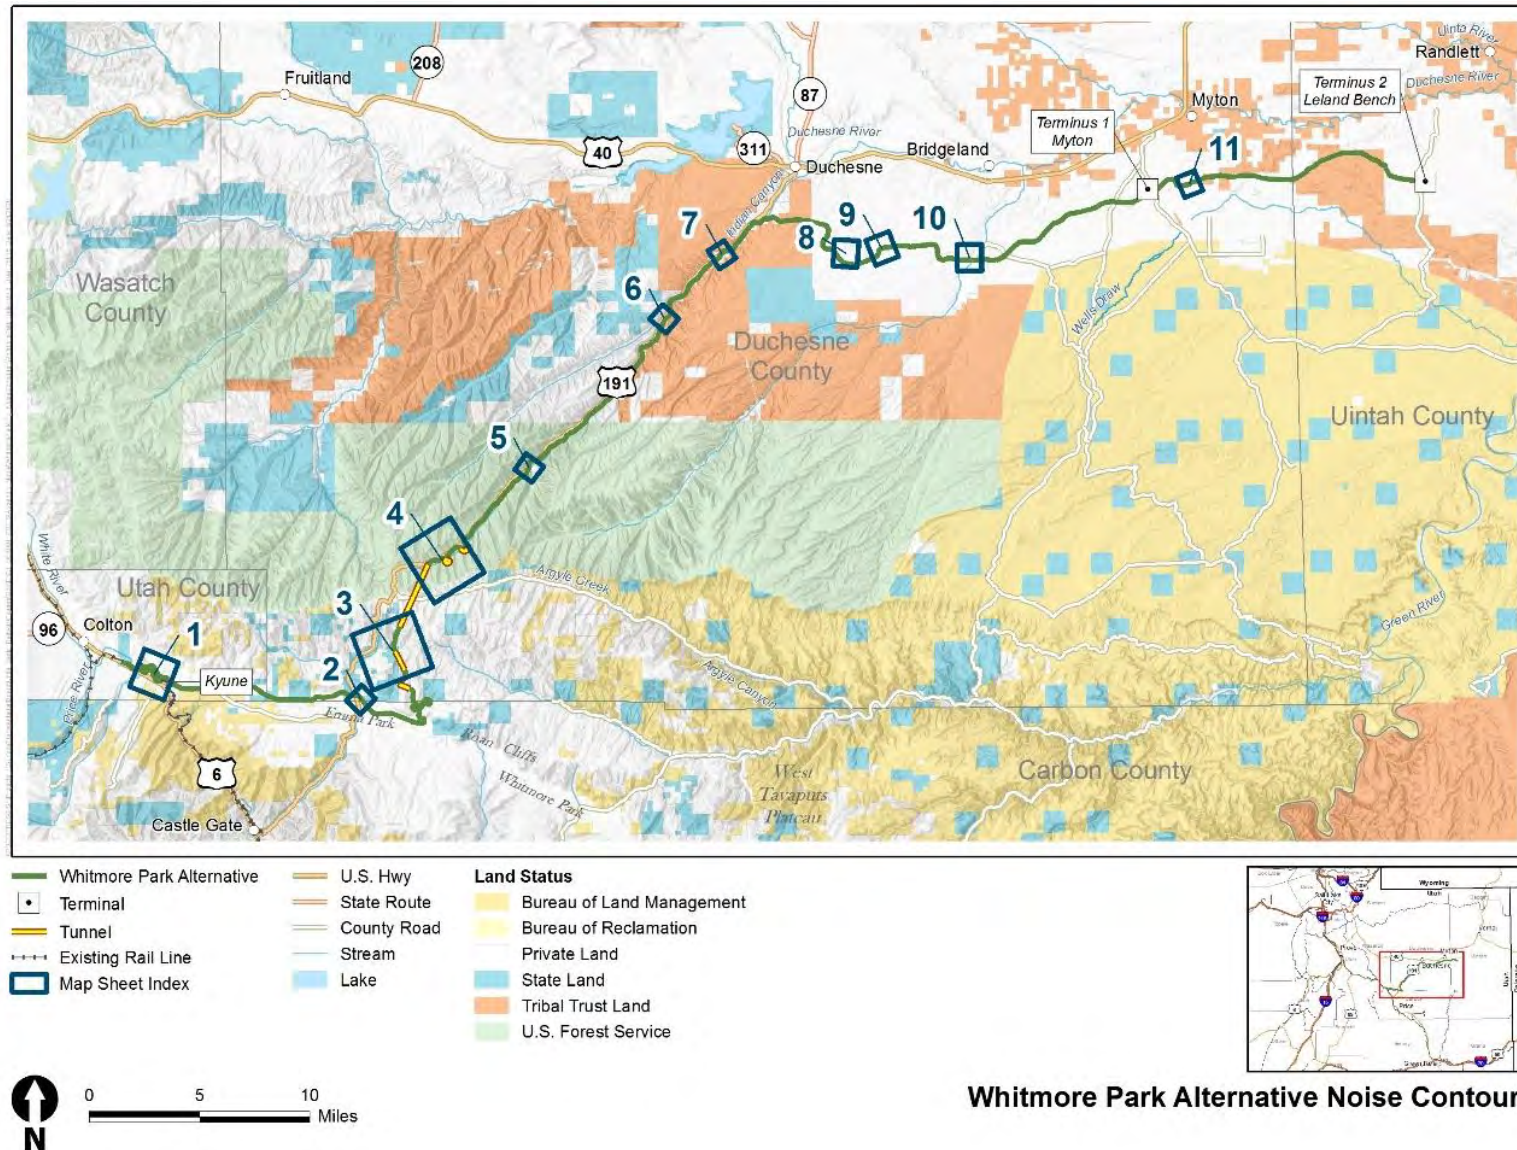 Uinta River
Randlett
208
Fruitland
Terminus 2
Leland Bench
Duchesne River
87
Myton
Terminus 1
Myton
Duchesne River
40
311
Bridgeland
11
Duchesne
Indian Canyon
7
9
8
10
Wasatch
County
6
Wells Draw
Duchesne
County
191
Uintah County
5
4
White River
Utah County
Argyle Creek
3
Green River
96
Colton
1
Price River
Kyune
2
Argyle Canyon
Emma Park
Roan Cliffs
6
Whitmore Park
West
Tavaputs
Plateau
Carbon County
Castle Gate
Whitmore Park Alternative
Terminal
Tunnel
Existing Rail Line
Map Sheet Index
U.S. Hwy
State Route
County Road
Stream
Lake
Land Status
Bureau of Land Management
Bureau of Reclamation
Private Land
State Land
Tribal Trust Land
U.S. Forest Service
Wyoming
Utah
0 5 10
Miles
N
Whitmore Park Alternative Noise Contour